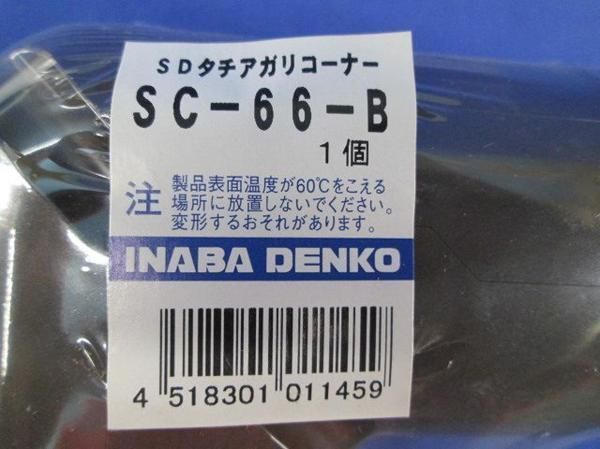 SDタチアガリコーナー
SC-66-B
1個
注 製品表面温度が60℃をこえる
場所に放置しないでください。
変形するおそれがあります。
INABA DENKO
4 518301 011459